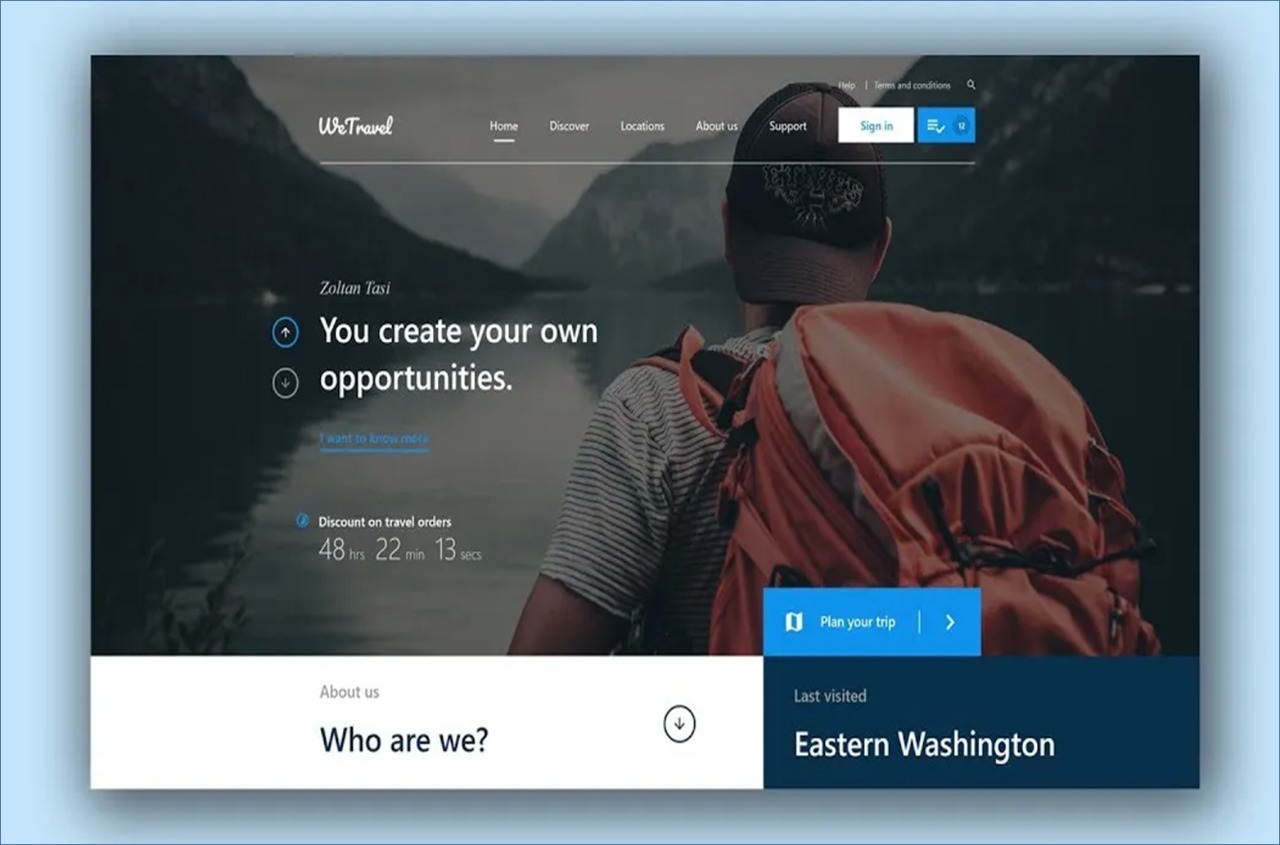 Help | Terms and conditions
WeTravel
Home Discover Locations About us Support Sign in 12
Zoltan Tasi
You create your own
opportunities.
I want to know more
Discount on travel orders
48 hrs 22 min 13 secs
Plan your trip
About us
Who are we?
Last visited
Eastern Washington